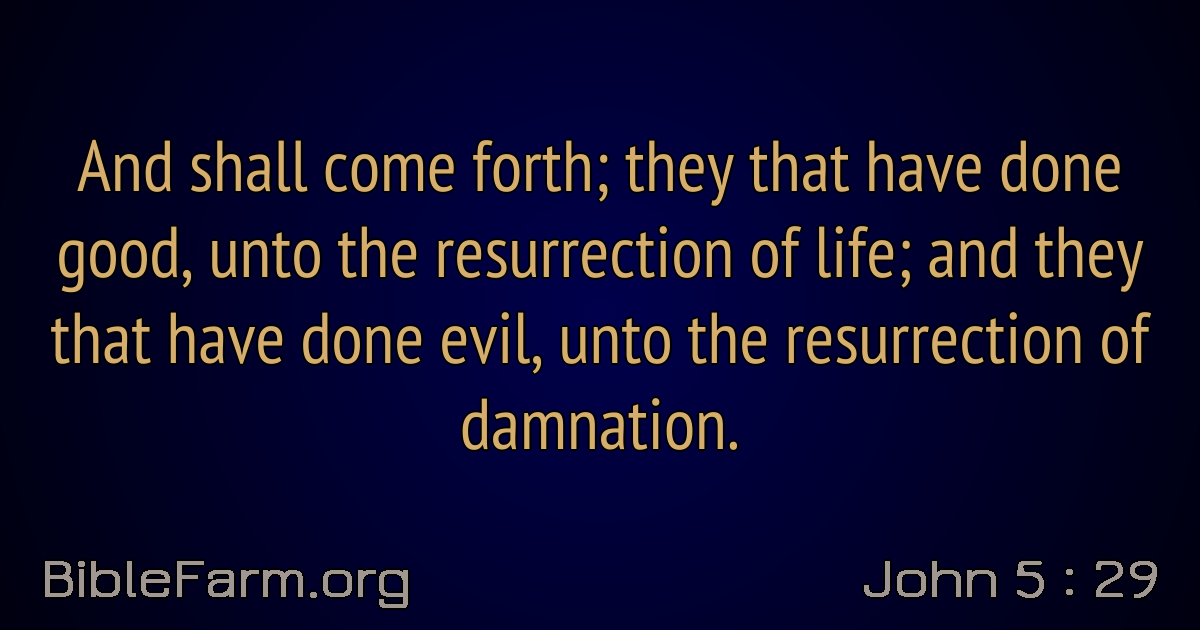 And shall come forth; they that have done
good, unto the resurrection of life; and they
that have done evil, unto the resurrection of
damnation.
BibleFarm.org
John 5 : 29